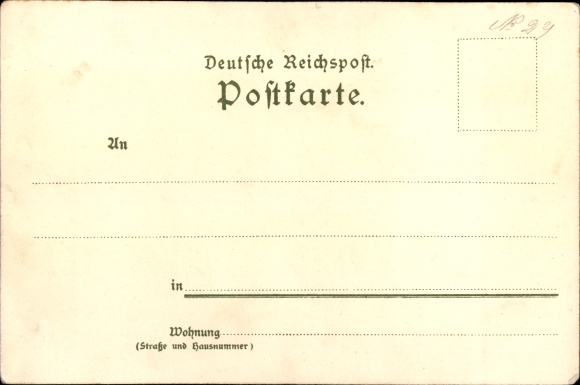 Deutſche Reichspoſt.
Poſtkarte.
An
in
Wohnung
(Straße und Hausnummer)